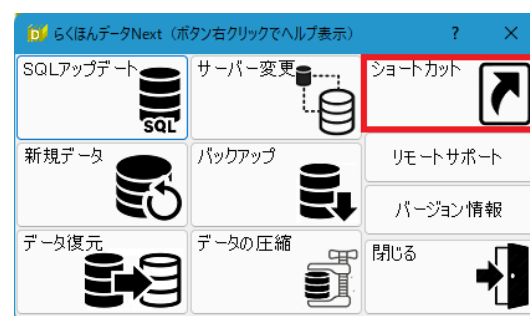 らくほんデータNext（ボタン右クリックでヘルプ表示）
SQLアップデート
SQL
サーバー変更
ショートカット
新規データ
バックアップ
リモートサポート
バージョン情報
データ復元
データの圧縮
閉じる